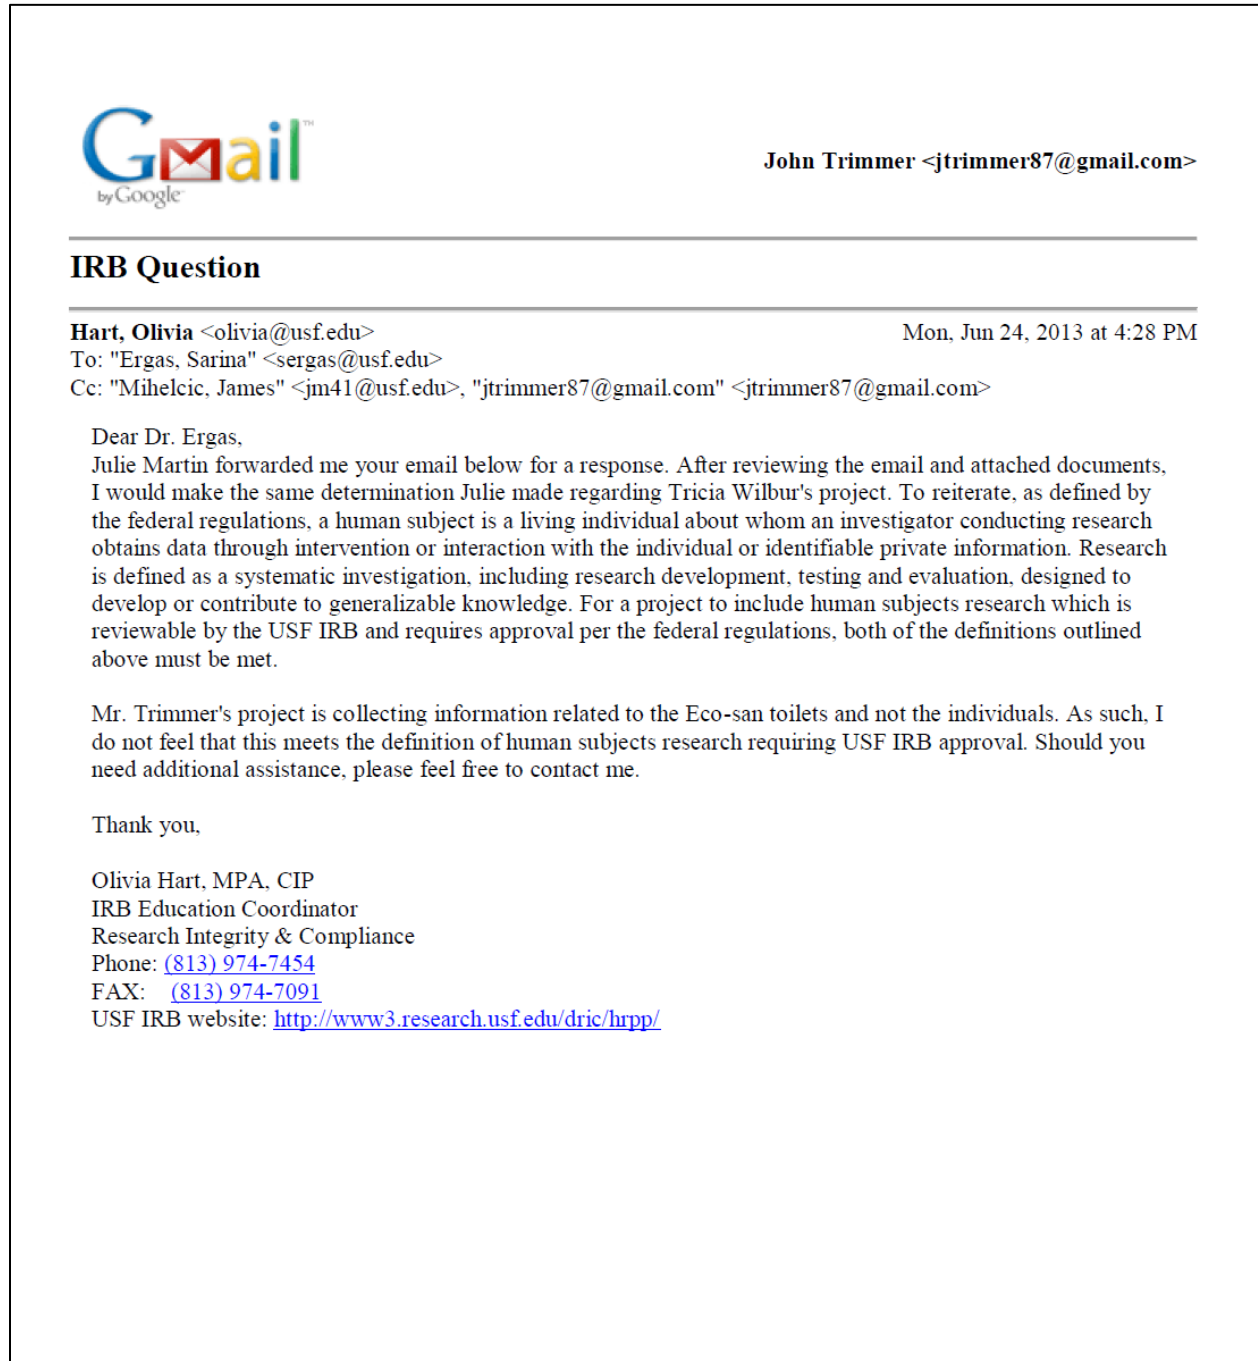 Gmail™
by Google™
John Trimmer <jtrimmer87@gmail.com>
IRB Question
Hart, Olivia <olivia@usf.edu> Mon, Jun 24, 2013 at 4:28 PM
To: "Ergas, Sarina" <sergas@usf.edu>
Cc: "Mihelcic, James" <jm41@usf.edu>, "jtrimmer87@gmail.com" <jtrimmer87@gmail.com>
Dear Dr. Ergas,
Julie Martin forwarded me your email below for a response. After reviewing the email and attached documents,
I would make the same determination Julie made regarding Tricia Wilbur's project. To reiterate, as defined by
the federal regulations, a human subject is a living individual about whom an investigator conducting research
obtains data through intervention or interaction with the individual or identifiable private information. Research
is defined as a systematic investigation, including research development, testing and evaluation, designed to
develop or contribute to generalizable knowledge. For a project to include human subjects research which is
reviewable by the USF IRB and requires approval per the federal regulations, both of the definitions outlined
above must be met.
Mr. Trimmer's project is collecting information related to the Eco-san toilets and not the individuals. As such, I
do not feel that this meets the definition of human subjects research requiring USF IRB approval. Should you
need additional assistance, please feel free to contact me.
Thank you,
Olivia Hart, MPA, CIP
IRB Education Coordinator
Research Integrity & Compliance
Phone: (813) 974-7454
FAX: (813) 974-7091
USF IRB website: http://www3.research.usf.edu/dric/hrpp/